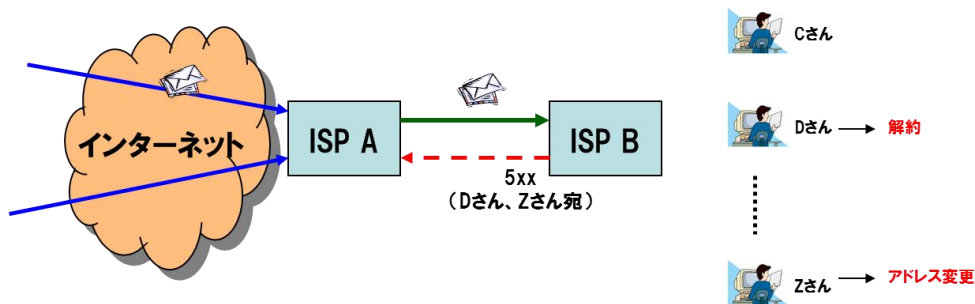 インターネット
ISP A
ISP B
5xx
（Dさん、Zさん宛）
Cさん
Dさん
解約
Zさん
アドレス変更